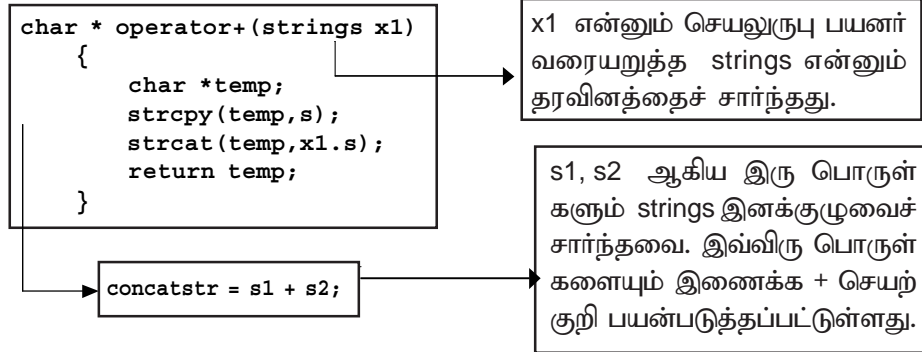 char * operator+(strings x1)
{
char *temp;
strcpy(temp,s);
strcat(temp,x1.s);
return temp;
}
x1 என்னும் செயலுருபு பயனர்
வரையறுத்த strings என்னும்
தரவினத்தைச் சார்ந்தது.
concatstr = s1 + s2;
s1, s2 ஆகிய இரு பொருள்
களும் strings இனக்குழுவைச்
சார்ந்தவை. இவ்விரு பொருள்
களையும் இணைக்க + செயற்
குறி பயன்படுத்தப்பட்டுள்ளது.